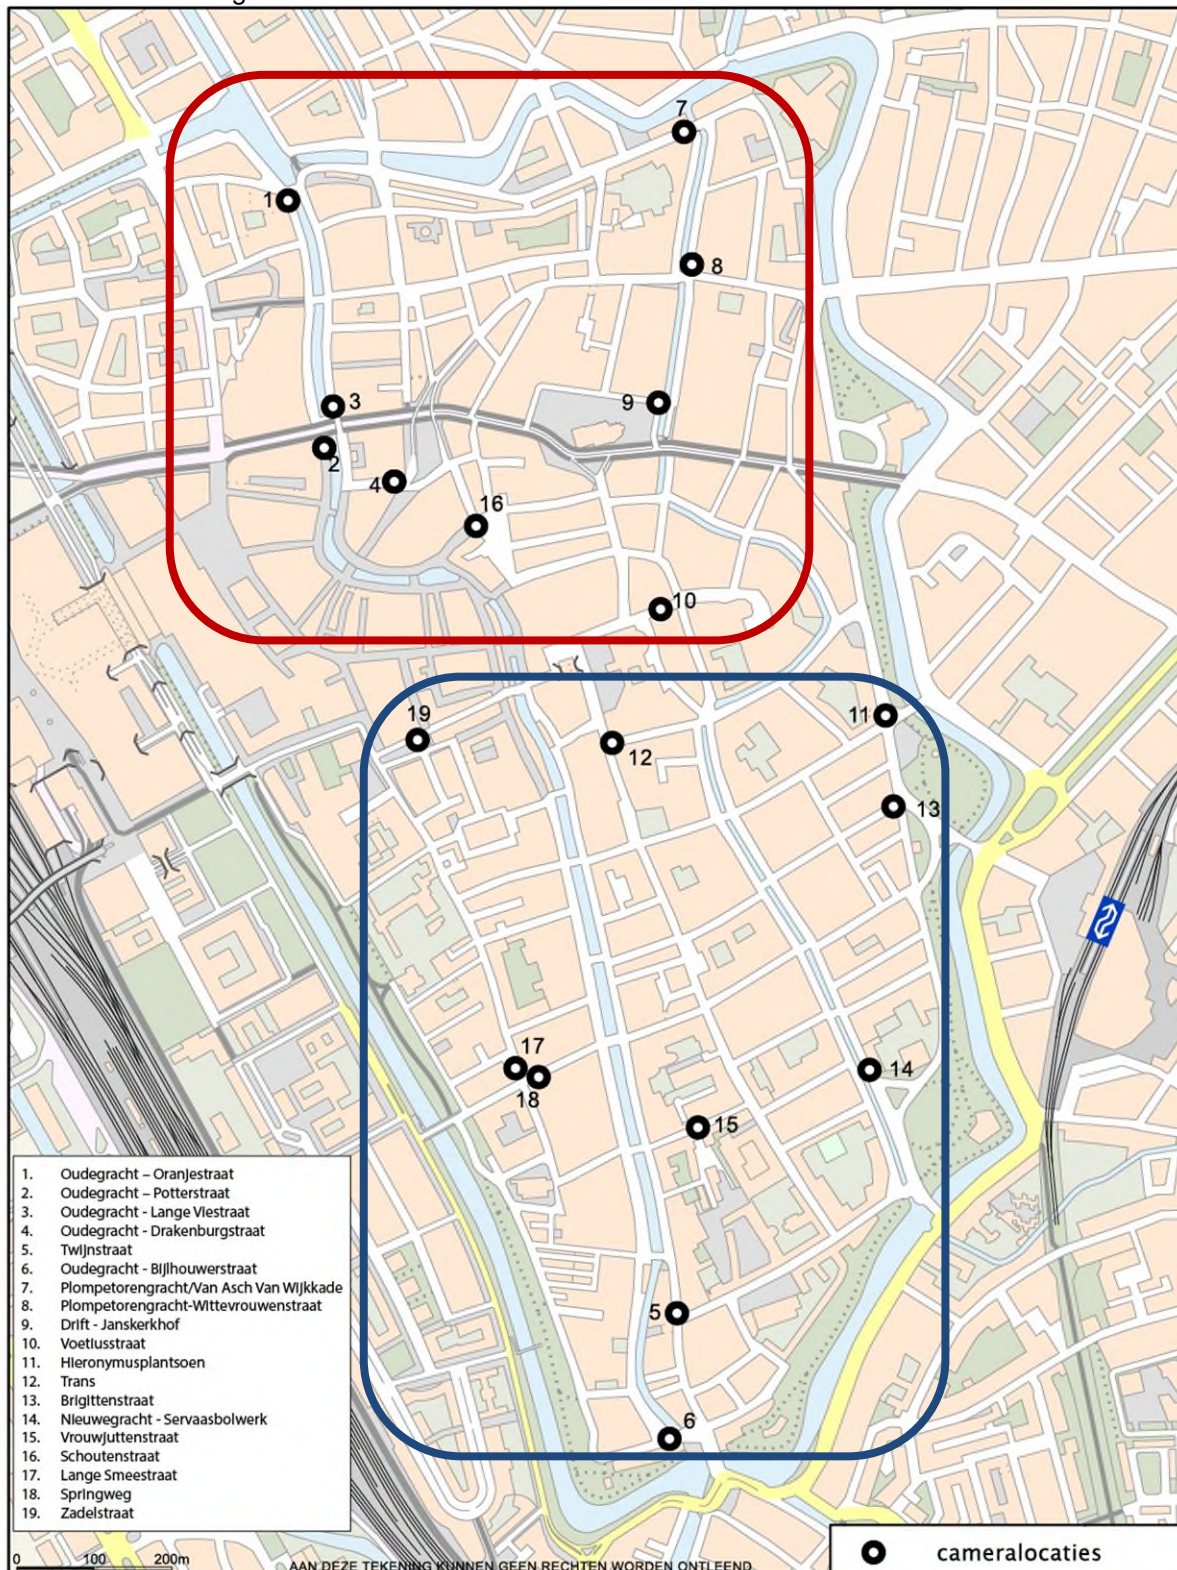 7
1
8
3
9
2
4
16
10
19
11
12
13
17
18
14
15
5
6
1. Oudegracht – Oranjestraat
2. Oudegracht – Potterstraat
3. Oudegracht - Lange Viestraat
4. Oudegracht - Drakenburgstraat
5. Twijnstraat
6. Oudegracht - Bijlhouwerstraat
7. Plompetorengracht/Van Asch Van Wijkkade
8. Plompetorengracht-Wittevrouwenstraat
9. Drift - Janskerkhof
10. Voetiusstraat
11. Hieronymusplantsoen
12. Trans
13. Brigittenstraat
14. Nieuwegracht - Servaasbolwerk
15. Vrouwjuttenstraat
16. Schoutenstraat
17. Lange Smeestraat
18. Springweg
19. Zadelstraat
0 100 200m
AAN DEZE TEKENING KUNNEN GEEN RECHTEN WORDEN ONTLEEND
cameralocaties